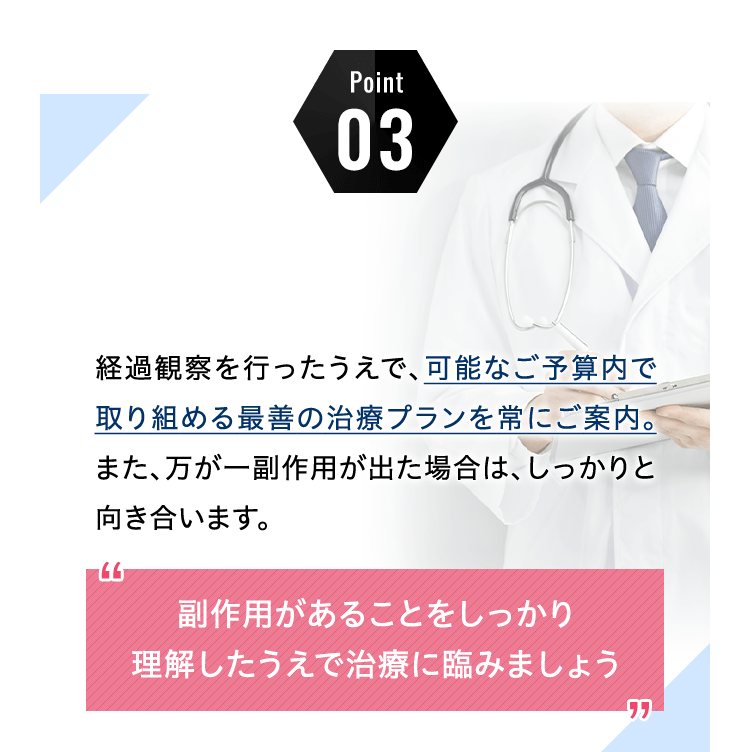 Point
03
経過観察を行ったうえで、可能なご予算内で
取り組める最善の治療プランを常にご案内。
また、万が一副作用が出た場合は、しっかりと
向き合います。
“
副作用があることをしっかり
理解したうえで治療に臨みましょう
”